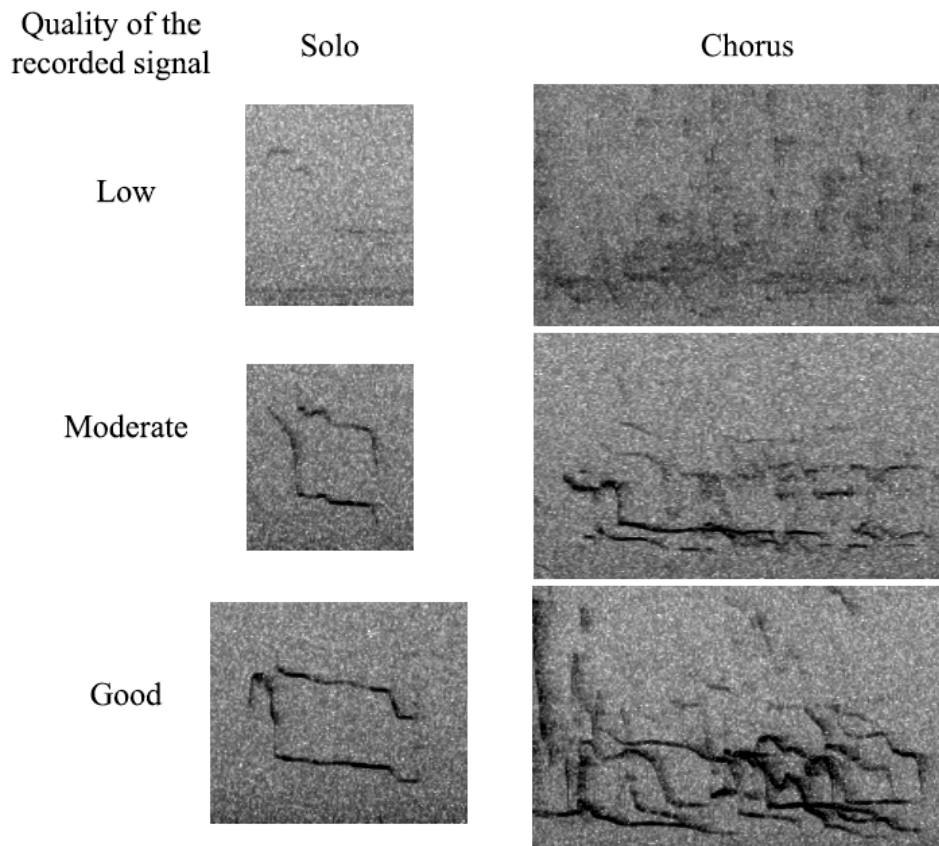 Quality of the
recorded signal
Solo
Chorus
Low
Moderate
Good